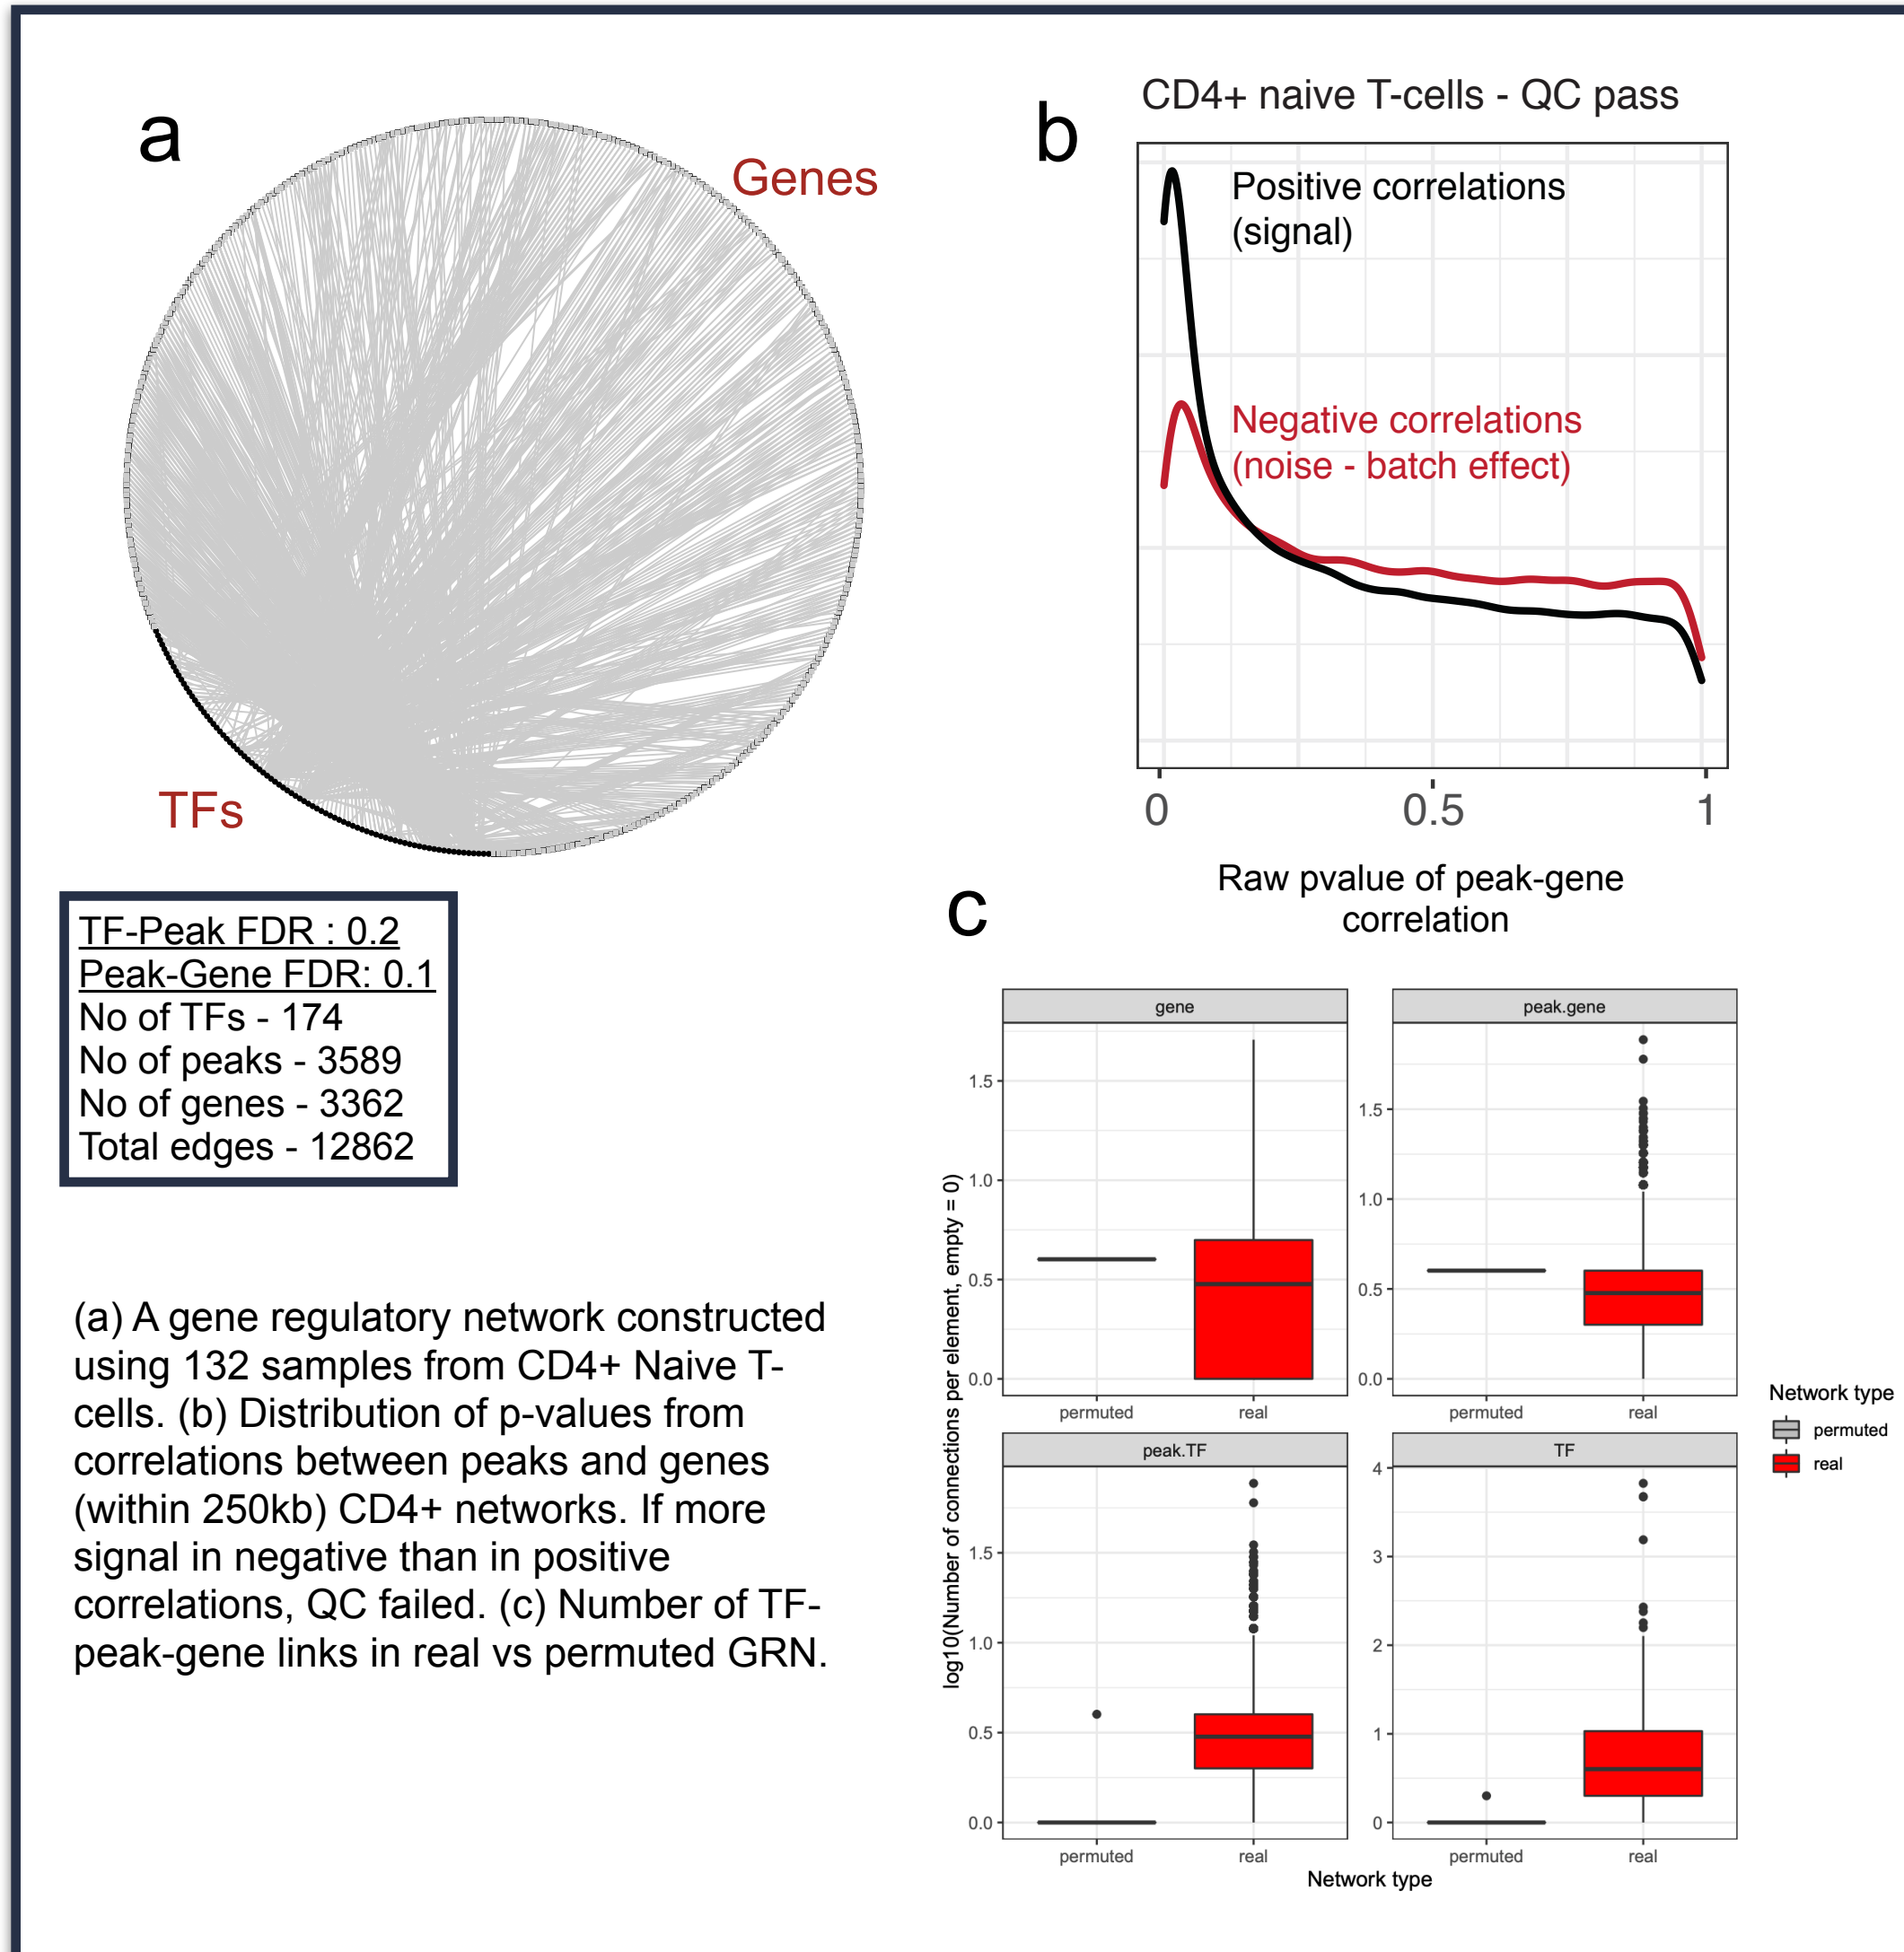 a
Genes
TFs
TF-Peak FDR : 0.2
Peak-Gene FDR: 0.1
No of TFs - 174
No of peaks - 3589
No of genes - 3362
Total edges - 12862
(a) A gene regulatory network constructed
using 132 samples from CD4+ Naive T-
cells. (b) Distribution of p-values from
correlations between peaks and genes
(within 250kb) CD4+ networks. If more
signal in negative than in positive
correlations, QC failed. (c) Number of TF-
peak-gene links in real vs permuted GRN.
b
CD4+ naive T-cells - QC pass
Positive correlations
(signal)
Negative correlations
(noise - batch effect)
0 0.5 1
Raw pvalue of peak-gene
correlation
c
log10(Number of connections per element, empty = 0)
gene
1.5
1.0
0.5
0.0
permuted real
peak.gene
1.5
1.0
0.5
0.0
permuted real
peak.TF
1.5
1.0
0.5
0.0
permuted real
TF
4
3
2
1
0
permuted real
Network type
Network type
permuted
real